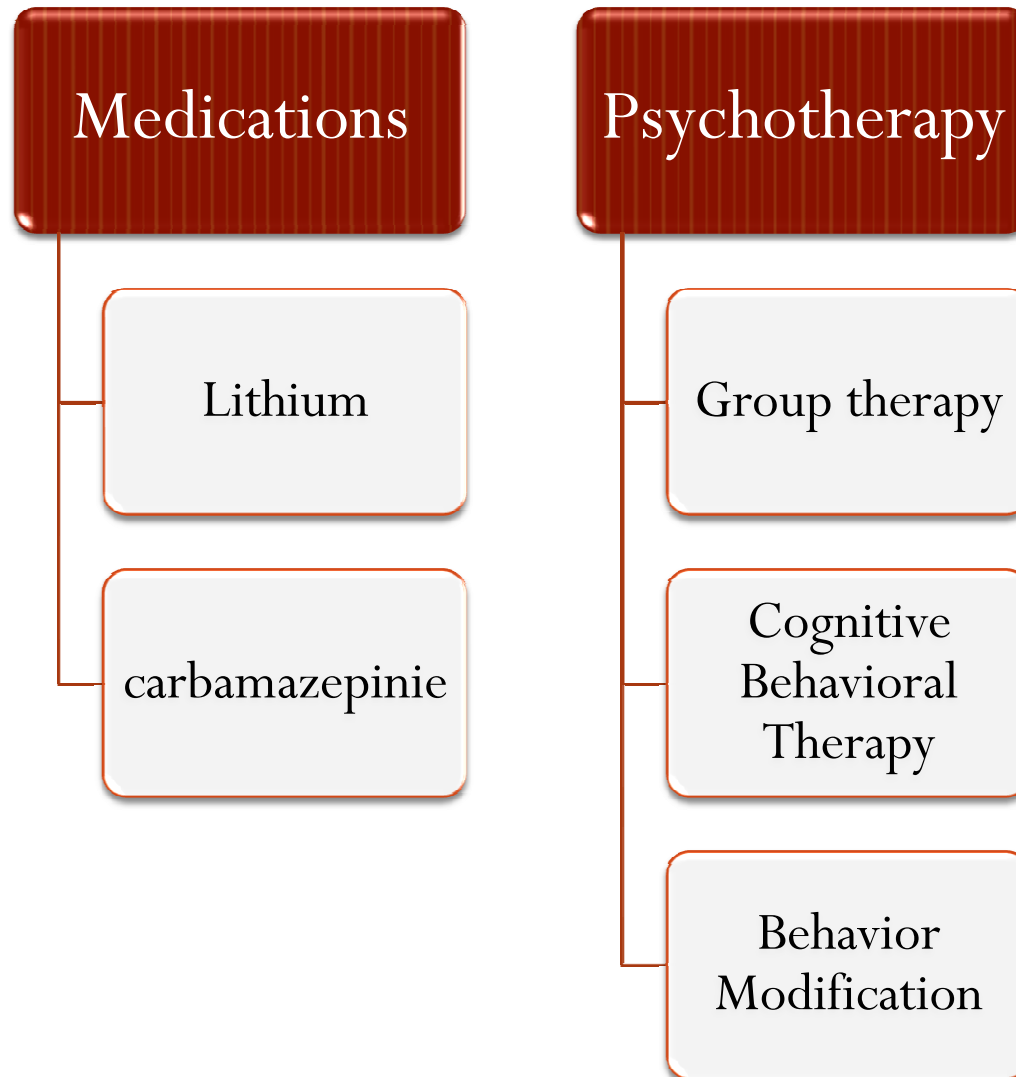 Medications
Lithium
carbamazepinie
Psychotherapy
Group therapy
Cognitive
Behavioral
Therapy
Behavior
Modification